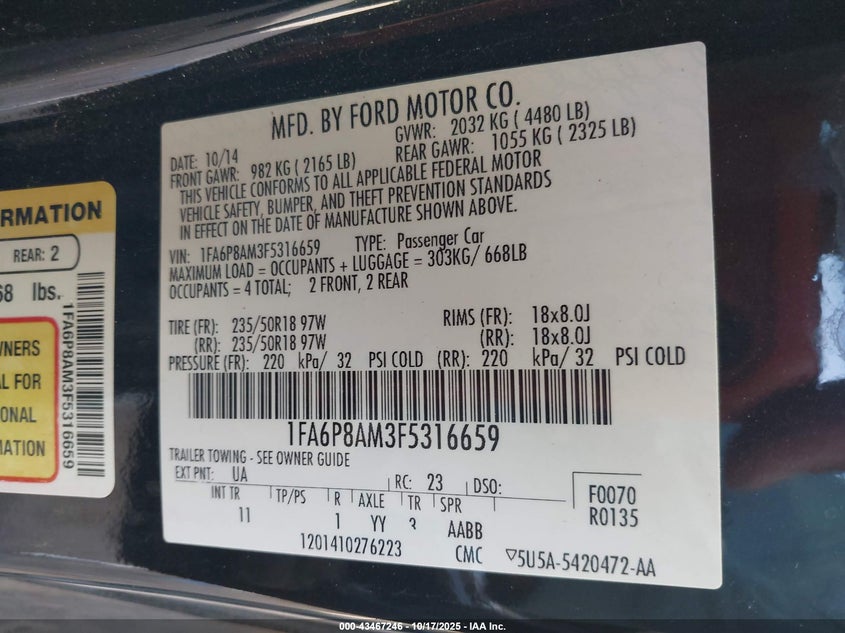 MFD. BY FORD MOTOR CO.
DATE: 10/14 GVWR: 2032 KG ( 4480 LB)
FRONT GAWR: 982 KG ( 2165 LB) REAR GAWR: 1055 KG ( 2325 LB)
THIS VEHICLE CONFORMS TO ALL APPLICABLE FEDERAL MOTOR
VEHICLE SAFETY, BUMPER, AND THEFT PREVENTION STANDARDS
IN EFFECT ON THE DATE OF MANUFACTURE SHOWN ABOVE.
VIN: 1FA6P8AM3F5316659 TYPE: Passenger Car
MAXIMUM LOAD = OCCUPANTS + LUGGAGE = 303KG/ 668LB
OCCUPANTS = 4 TOTAL; 2 FRONT, 2 REAR
TIRE (FR): 235/50R18 97W RIMS (FR): 18x8.0J
(RR): 235/50R18 97W (RR): 18x8.0J
PRESSURE (FR): 220 kPa/ 32 PSI COLD (RR): 220 kPa/ 32 PSI COLD
1FA6P8AM3F5316659
TRAILER TOWING - SEE OWNER GUIDE
EXT PNT: UA RC: 23 DSO:
INT TR TP/PS R AXLE TR SPR
11 1 YY 3 AABB
F0070
R0135
1201410276223 CMC ▽5U5A-5420472-AA
RMATION
REAR: 2
68 lbs.
WNERS
AL FOR
ONAL
MATION
1FA6P8AM3F5316659
000-43467246 - 10/17/2025 - IAA Inc.